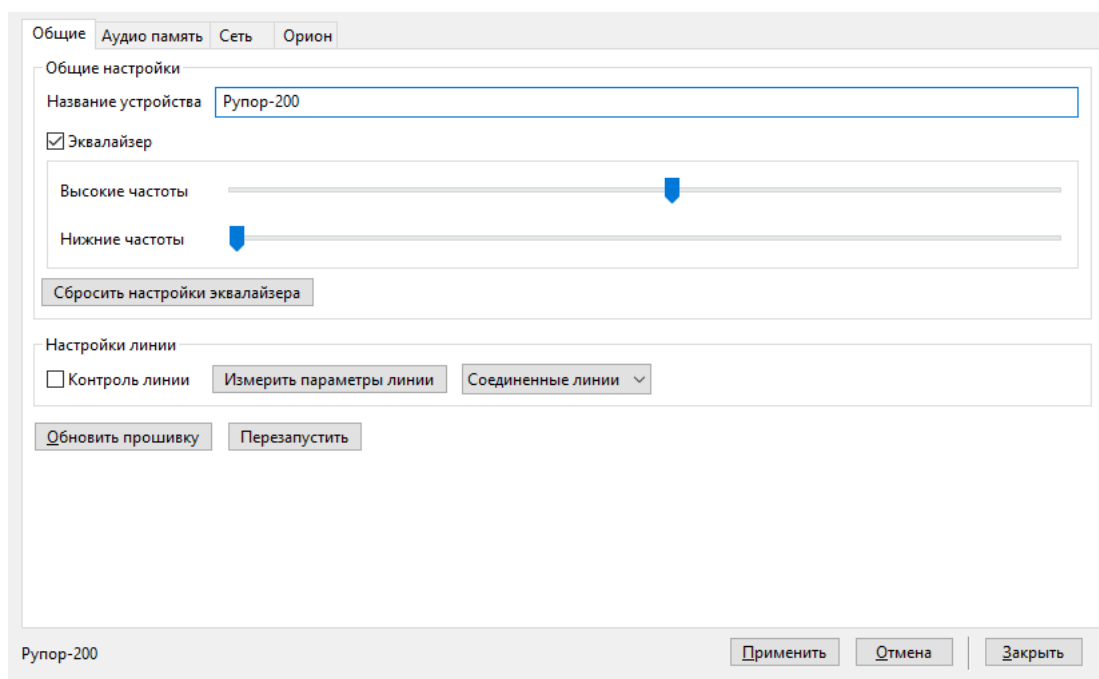 Общие Аудио память Сеть Орион
Общие настройки
Название устройства Рупор-200
Эквалайзер
Высокие частоты
Нижние частоты
Сбросить настройки эквалайзера
Настройки линии
Контроль линии Измерить параметры линии Соединенные линии
Обновить прошивку Перезапустить
Рупор-200 Применить Отмена Закрыть